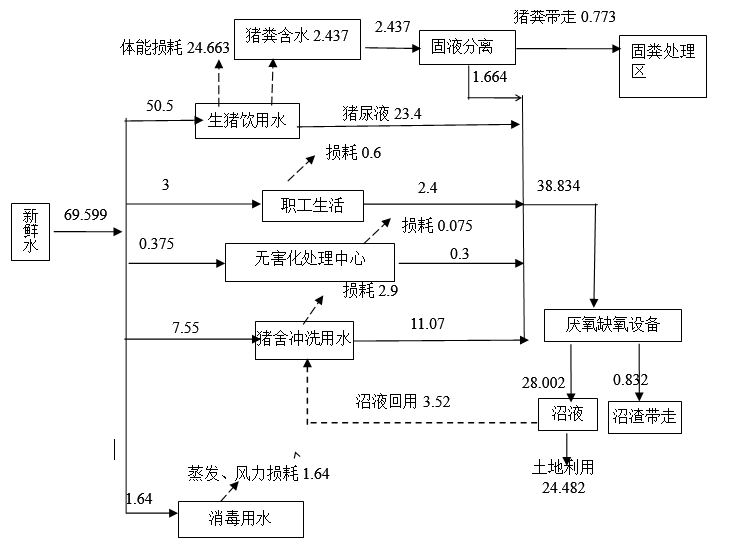 猪粪带走 0.773
猪粪含水 2.437
2.437
固液分离
固粪处理
区
体能损耗 24.663
1.664
50.5
生猪饮用水
猪尿液 23.4
损耗 0.6
3
职工生活
2.4
38.834
新
鲜
水
69.599
损耗 0.075
0.375
无害化处理中心
0.3
损耗 2.9
7.55
猪舍冲洗用水
11.07
厌氧缺氧设备
28.002
0.832
沼液回用 3.52
沼液
沼渣带走
土地利用
24.482
蒸发、风力损耗 1.64
1.64
消毒用水